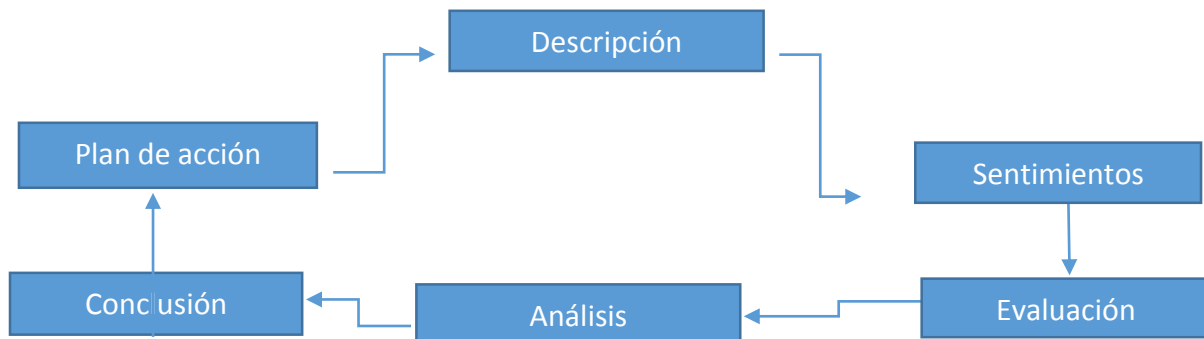 Descripción
Plan de acción
Sentimientos
Conclusión
Análisis
Evaluación